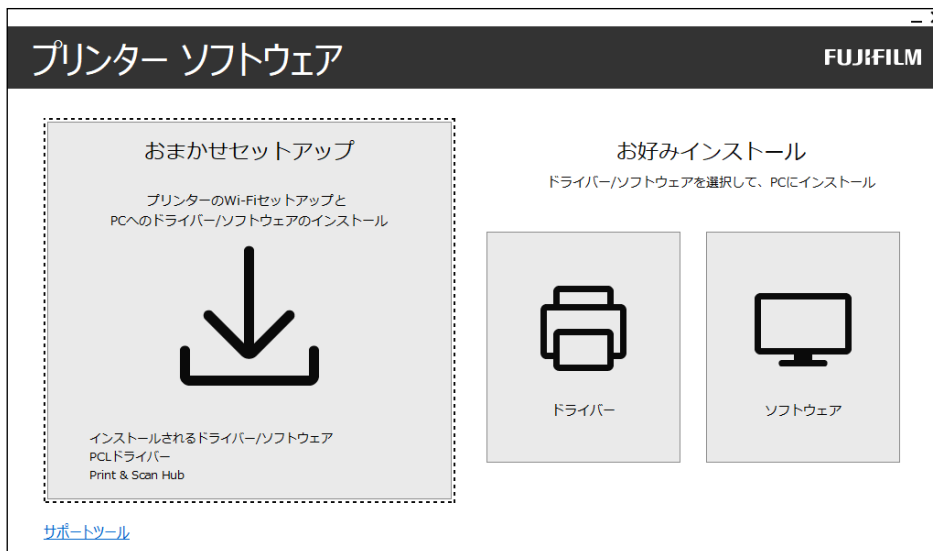 プリンター ソフトウェア
FUJIFILM
おまかせセットアップ
プリンターのWi-Fiセットアップと
PCへのドライバー/ソフトウェアのインストール
インストールされるドライバー/ソフトウェア
PCLドライバー
Print & Scan Hub
お好みインストール
ドライバー/ソフトウェアを選択して、PCにインストール
ドライバー
ソフトウェア
サポートツール